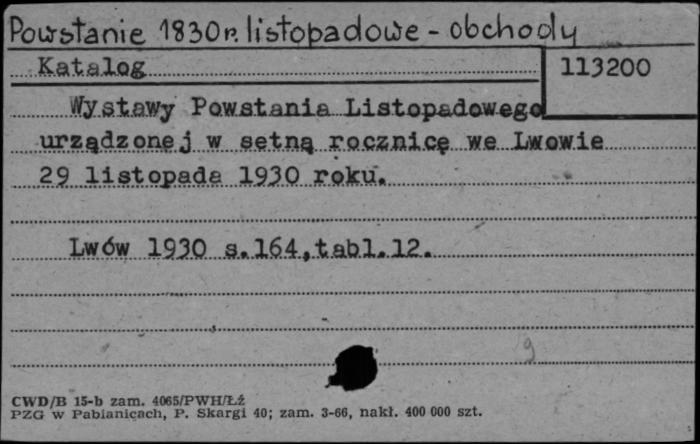 Powstanie 1830r. listopadowe - obchody
Katalog
113200
Wystawy Powstania Listopadowego
urządzonej w setną rocznicę we Lwowie
29 listopada 1930 roku.
Lwów 1930 s.164,tabl.12.
9
CWD/B 15-b zam. 4065/PWH/Łź
PZG w Pabianicach, P. Skargi 40; zam. 3-66, nakł. 400 000 szt.